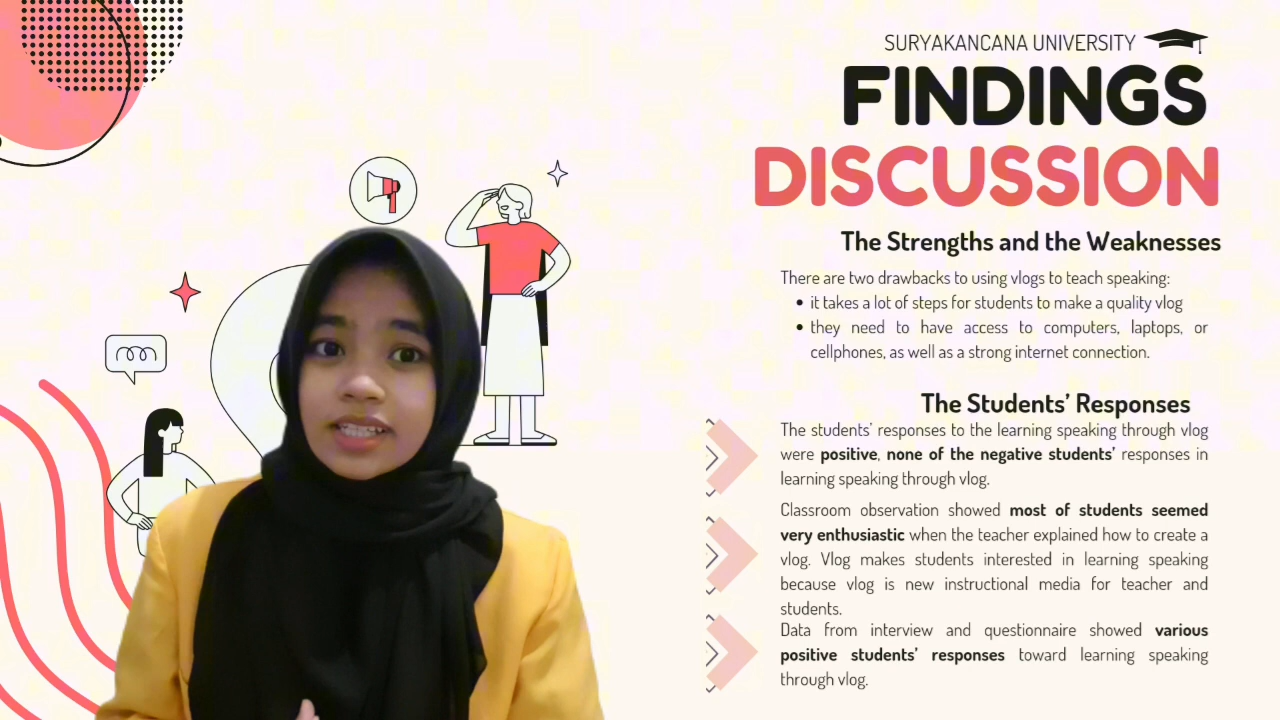 SURYAKANCANA UNIVERSITY
FINDINGS
DISCUSSION
The Strengths and the Weaknesses
There are two drawbacks to using vlogs to teach speaking:
• it takes a lot of steps for students to make a quality vlog
• they need to have access to computers, laptops, or
cellphones, as well as a strong internet connection.
The Students' Responses
The students' responses to the learning speaking through vlog
were positive, none of the negative students' responses in
learning speaking through vlog.
Classroom observation showed most of students seemed
very enthusiastic when the teacher explained how to create a
vlog. Vlog makes students interested in learning speaking
because vlog is new instructional media for teacher and
students.
Data from interview and questionnaire showed various
positive students' responses toward learning speaking
through vlog.